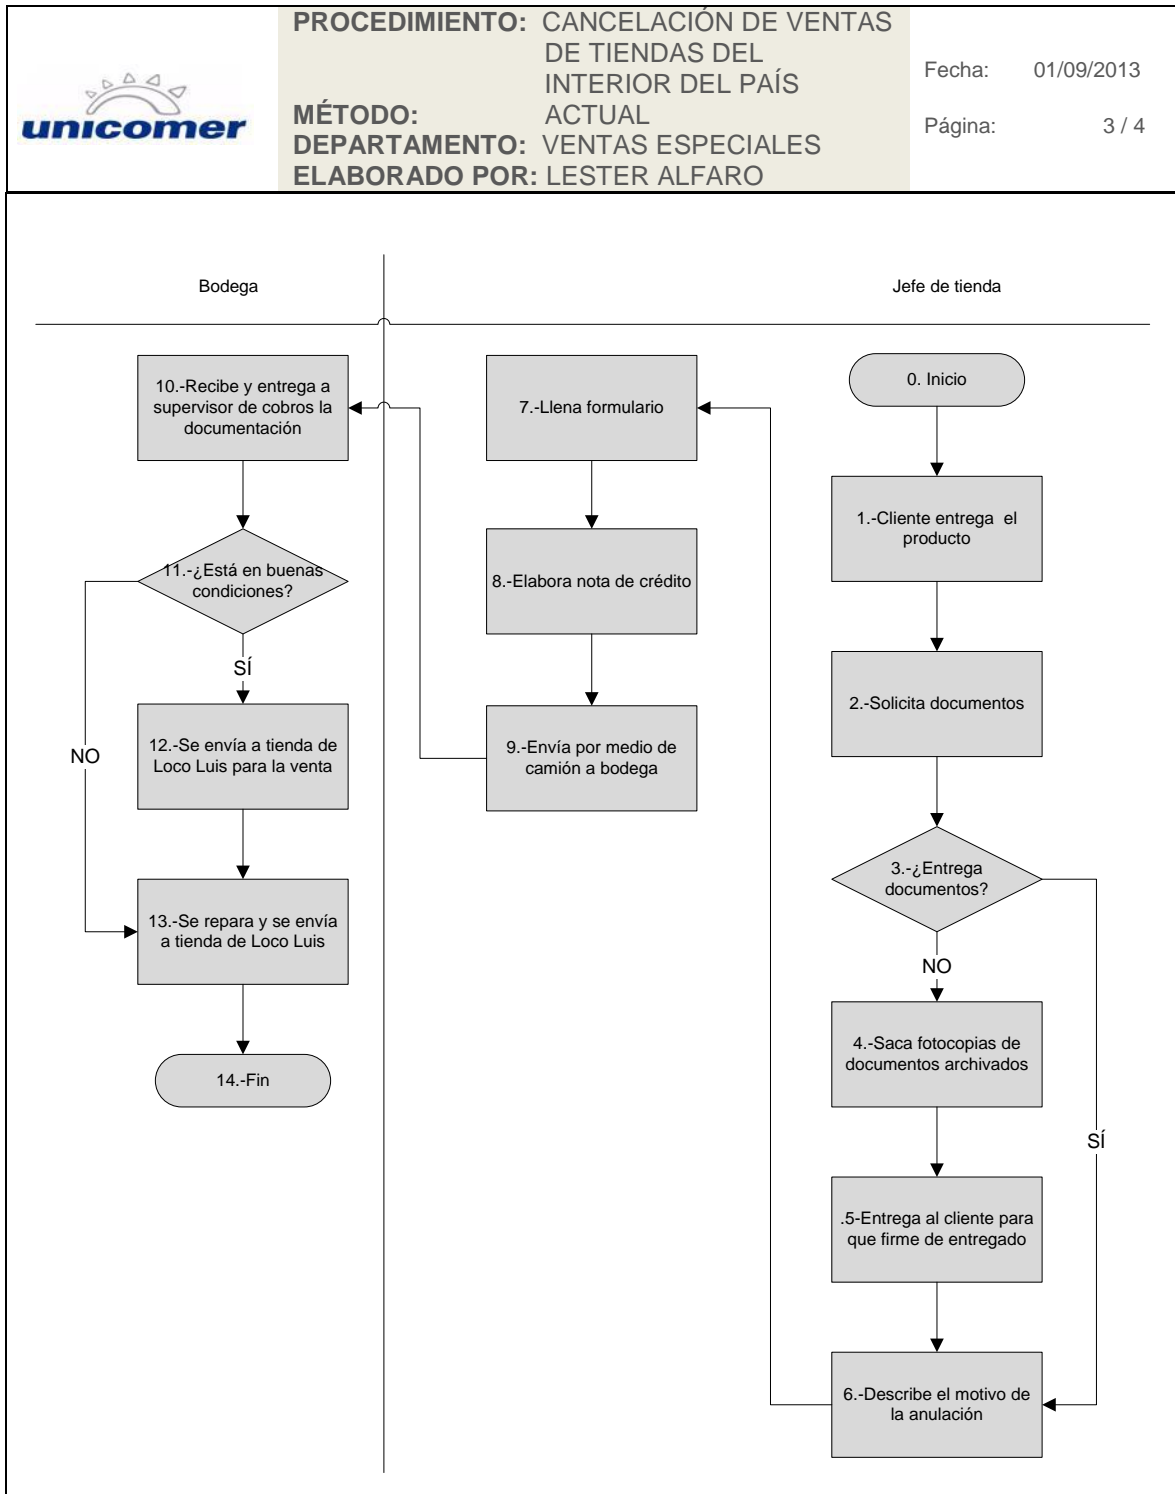 unicomer
PROCEDIMIENTO: CANCELACIÓN DE VENTAS
DE TIENDAS DEL
INTERIOR DEL PAÍS
MÉTODO: ACTUAL
DEPARTAMENTO: VENTAS ESPECIALES
ELABORADO POR: LESTER ALFARO
Fecha: 01/09/2013
Página: 3 / 4
Bodega
Jefe de tienda
0. Inicio
1.-Cliente entrega el
producto
2.-Solicita documentos
3.-¿Entrega
documentos?
NO
SÍ
4.-Saca fotocopias de
documentos archivados
.5-Entrega al cliente para
que firme de entregado
6.-Describe el motivo de
la anulación
7.-Llena formulario
8.-Elabora nota de crédito
9.-Envía por medio de
camión a bodega
10.-Recibe y entrega a
supervisor de cobros la
documentación
11.-¿Está en buenas
condiciones?
SÍ
NO
12.-Se envía a tienda de
Loco Luis para la venta
13.-Se repara y se envía
a tienda de Loco Luis
14.-Fin